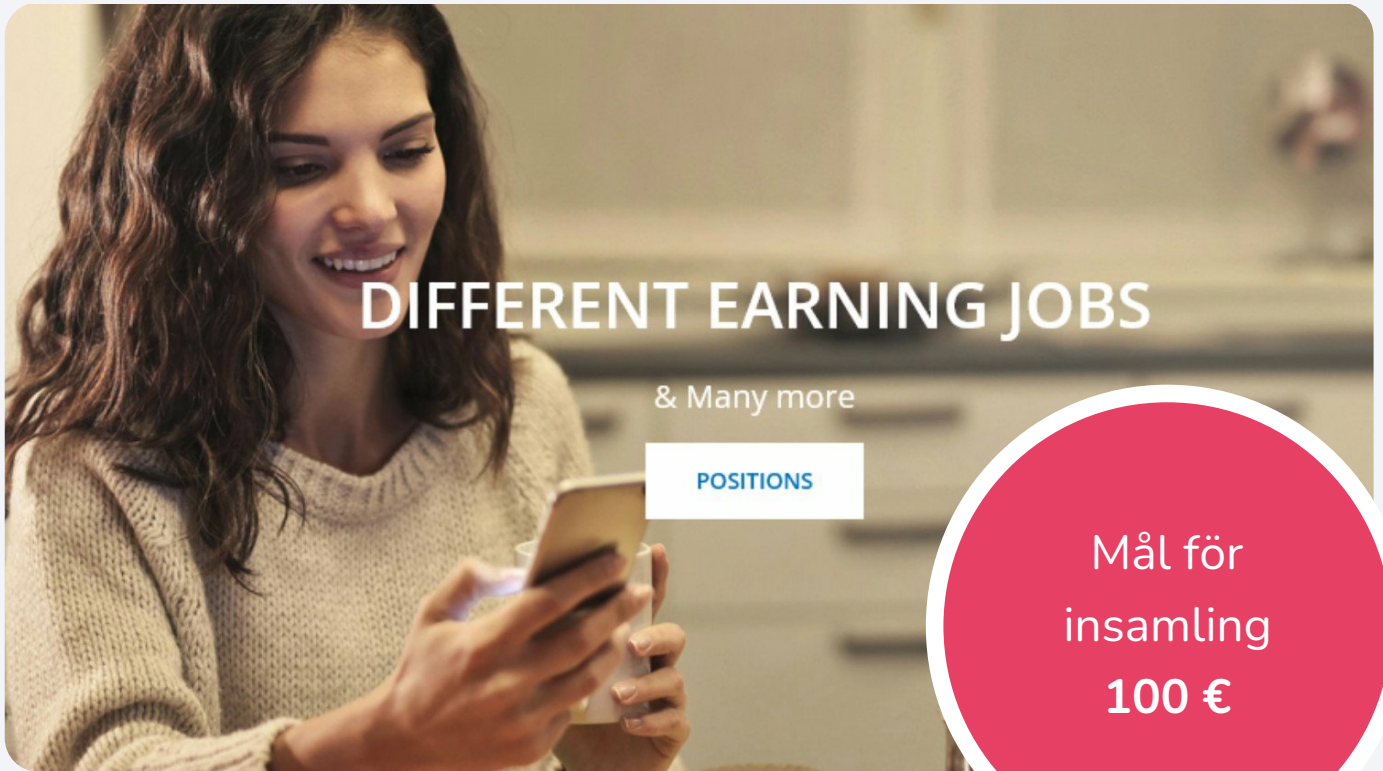 DIFFERENT EARNING JOBS
& Many more
POSITIONS
Mål för
insamling
100 €